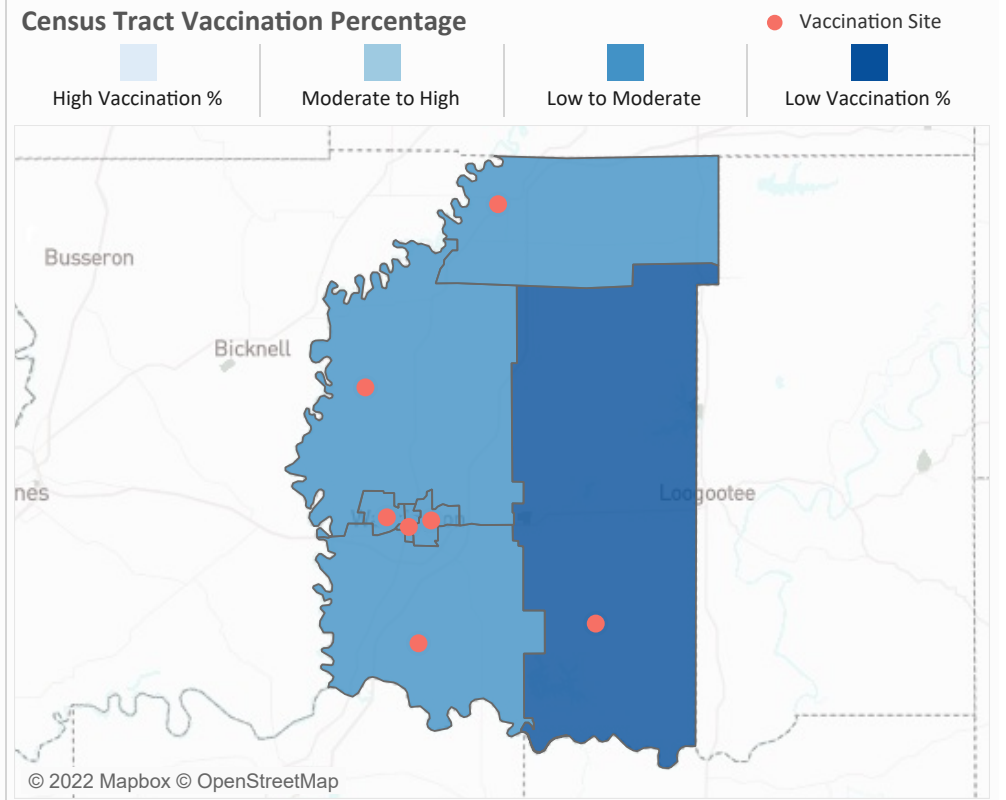 Census Tract Vaccination Percentage
Vaccination Site
High Vaccination %
Moderate to High
Low to Moderate
Low Vaccination %
Busseron
Bicknell
nes
Loogootee
© 2022 Mapbox © OpenStreetMap